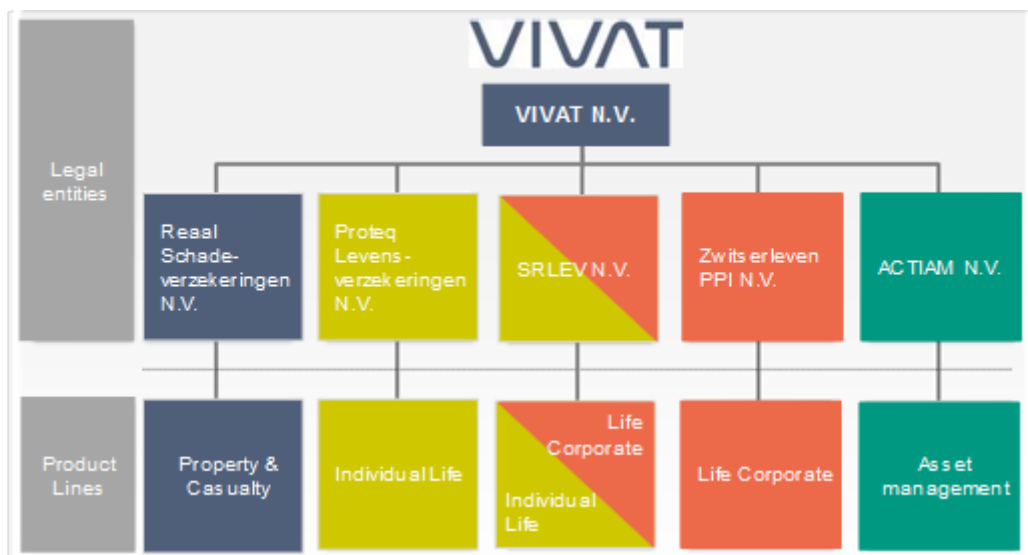 VIVAT
VIVAT N.V.
Legal
entities
Reaal
Schade-
verzekeringen
N.V.
Proteq
Levens-
verzekeringen
N.V.
SRLEV N.V.
Zwitserleven
PPI N.V.
ACTIAM N.V.
Product
Lines
Property &
Casualty
Individual Life
Life
Corporate
Individual
Life
Life Corporate
Asset
management